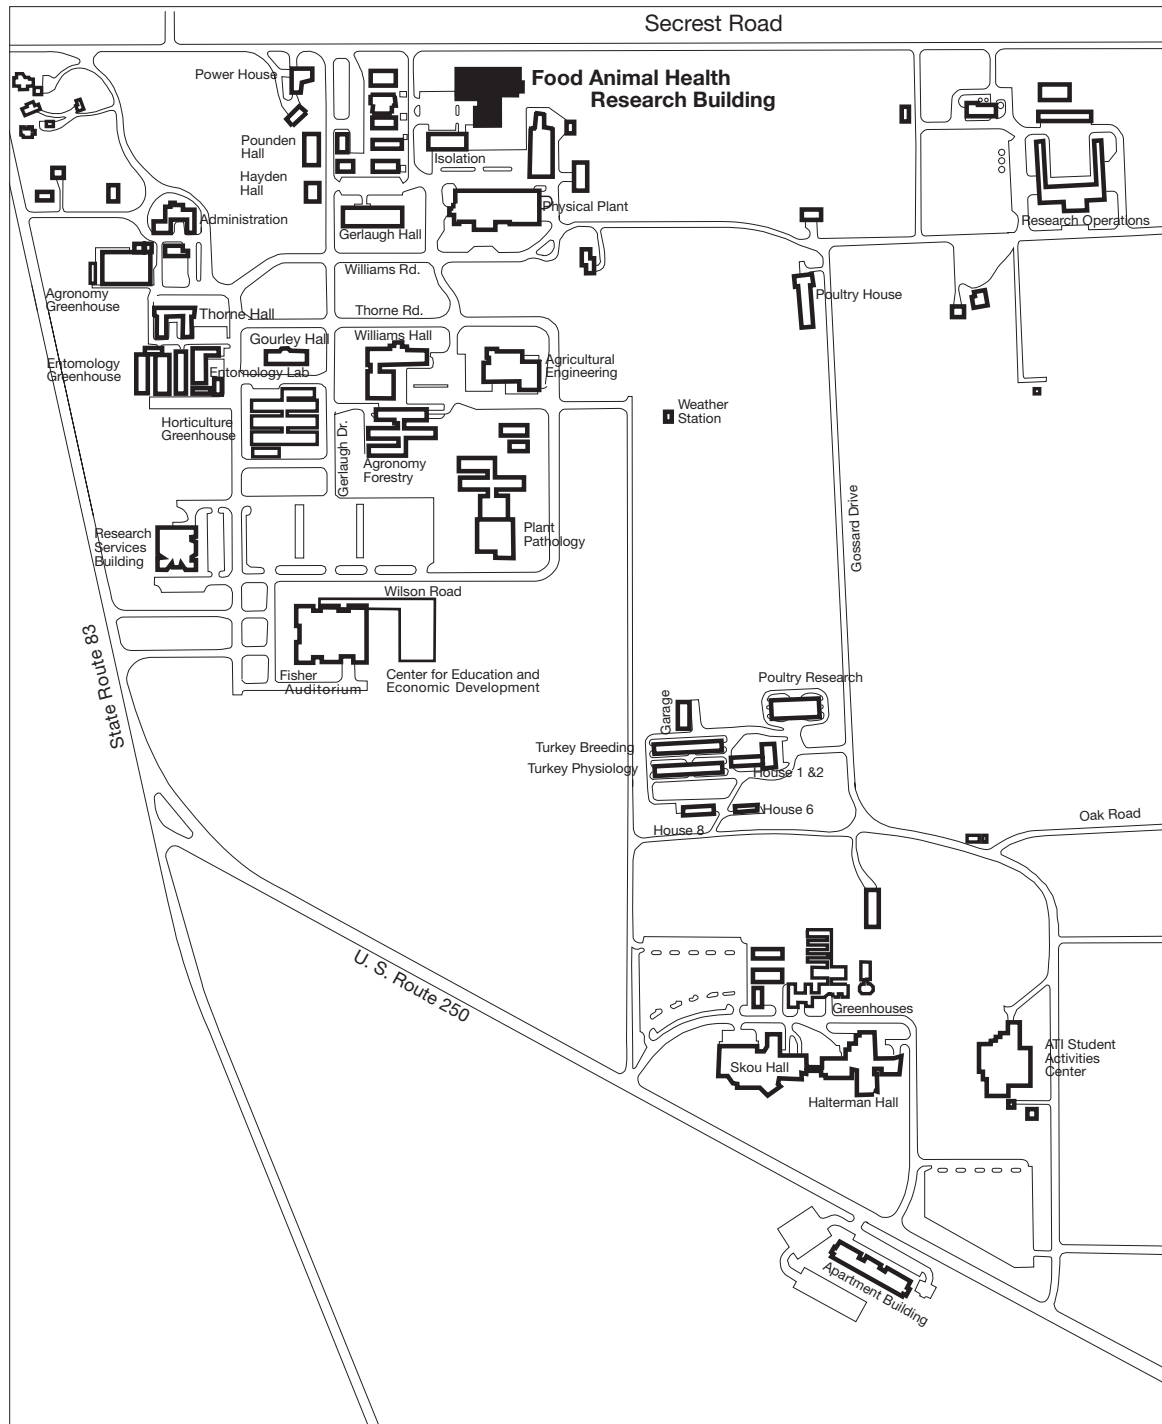 Secrest Road
Power House
Food Animal Health
Research Building
Pounden
Hall
Isolation
Hayden
Hall
Administration
Gerlaugh Hall
Physical Plant
Research Operations
Williams Rd.
Agronomy
Greenhouse
Poultry House
Thorne Rd.
Thorne Hall
Gourley Hall
Williams Hall
Entomology
Greenhouse
Entomology Lab
Agricultural
Engineering
Weather
Station
Horticulture
Greenhouse
Gerlaugh Dr.
Agronomy
Forestry
Research
Services
Building
Plant
Pathology
Gossard Drive
Wilson Road
State Route 83
Fisher
Auditorium
Center for Education and
Economic Development
Poultry Research
Garage
Turkey Breeding
Turkey Physiology
House 1 &2
House 6
House 8
Oak Road
U. S. Route 250
Greenhouses
Skou Hall
Halterman Hall
ATI Student
Activities
Center
Apartment Building